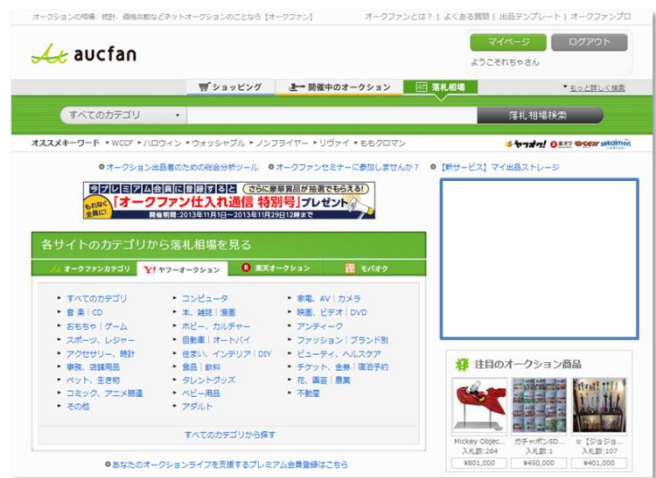 オークションの相場、統計、価格比較などネットオークションのことなら【オークファン】
オークファンとは? | よくある質問 | 出品テンプレート | オークファンプロ
aucfan
マイページ
ログアウト
ようこそれちゃさん
ショッピング
開催中のオークション
落札相場
もっと詳しく検索
すべてのカテゴリ
落札相場検索
オススメキーワード • WCCF • ハロウィン • ウォッシャブル • ノンフライヤー • リヴァイ • ももクロマン
ヤフオク! 楽オク モバオク sekaimon
オークション出品者のための総合分析ツール
オークファンセミナーに参加しませんか?
【新サービス】マイ出品ストレージ
今プレミアム会員に登録すると さらに豪華賞品が抽選でもらえる!
もれなく全員に!
「オークファン仕入れ通信 特別号」プレゼント
開催期間:2013年11月1日~2013年11月29日12時まで
各サイトのカテゴリから落札相場を見る
オークファンカテゴリ
Y! ヤフーオークション
楽天オークション
モバオク
すべてのカテゴリ
コンピュータ
家電、AV | カメラ
音楽 | CD
本、雑誌 | 漫画
映画、ビデオ | DVD
おもちゃ | ゲーム
ホビー、カルチャー
アンティーク
スポーツ、レジャー
自動車 | オートバイ
ファッション | ブランド別
アクセサリー、時計
住まい、インテリア | DIY
ビューティ、ヘルスケア
事務、店舗用品
食品 | 飲料
チケット、金券 | 宿泊予約
ペット、生き物
タレントグッズ
花、園芸 | 農業
コミック、アニメ関連
ベビー用品
不動産
その他
アダルト
すべてのカテゴリから探す
あなたのオークションライフを支援するプレミアム会員登録はこちら
注目のオークション商品
Mickey Objec...
入札数:264
¥801,000
ガチャポンSD...
入札数:1
¥450,000
☆【ジョジョ...
入札数:107
¥401,000